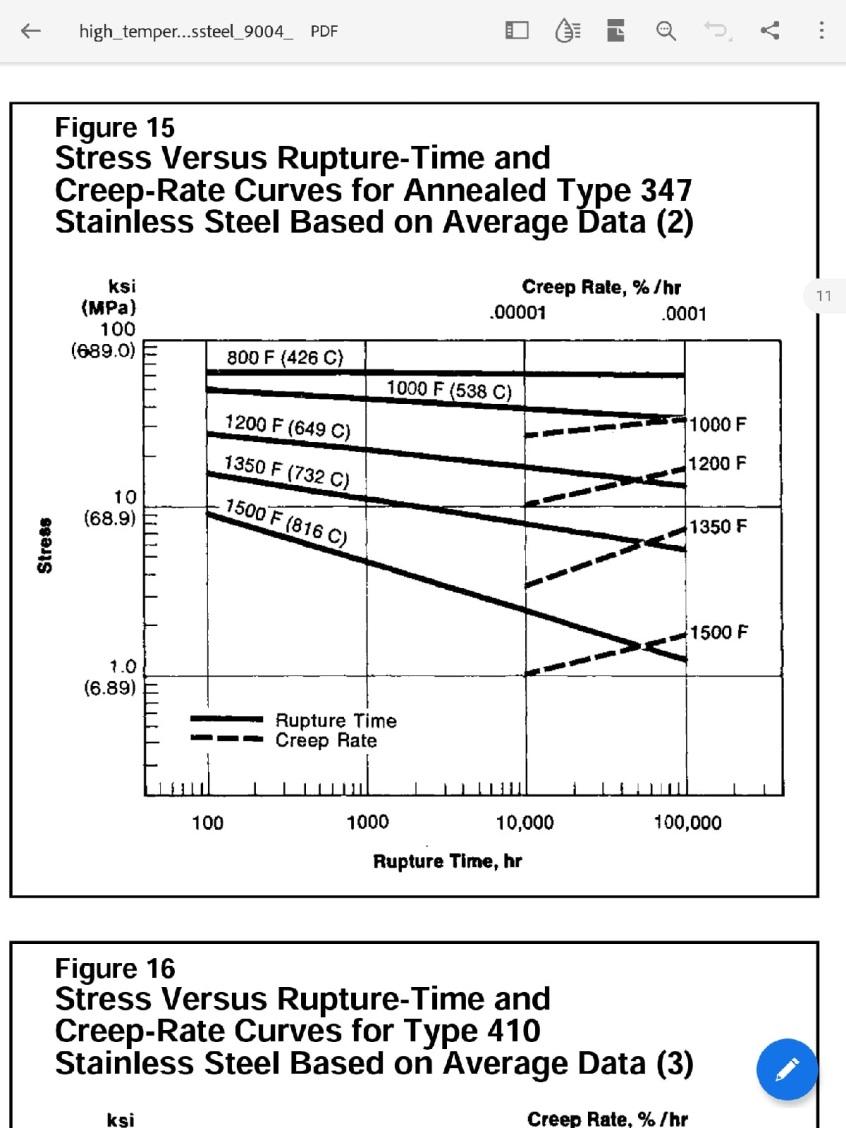 high_temper...ssteel_9004_ PDF
11
Figure 15
Stress Versus Rupture-Time and
Creep-Rate Curves for Annealed Type 347
Stainless Steel Based on Average Data (2)
ksi
(MPa)
Creep Rate, %/hr
.00001
.0001
100
(689.0)
800 F (426 C)
1000 F (538 C)
1000 F
1200 F (649 C)
1200 F
1350 F (732 C)
10
(68.9)
1500 F (816 C)
1350 F
Stress
1500 F
1.0
(6.89)
Rupture Time
Creep Rate
100
1000
10,000
100,000
Rupture Time, hr
Figure 16
Stress Versus Rupture-Time and
Creep-Rate Curves for Type 410
Stainless Steel Based on Average Data (3)
ksi
Creep Rate, %/hr